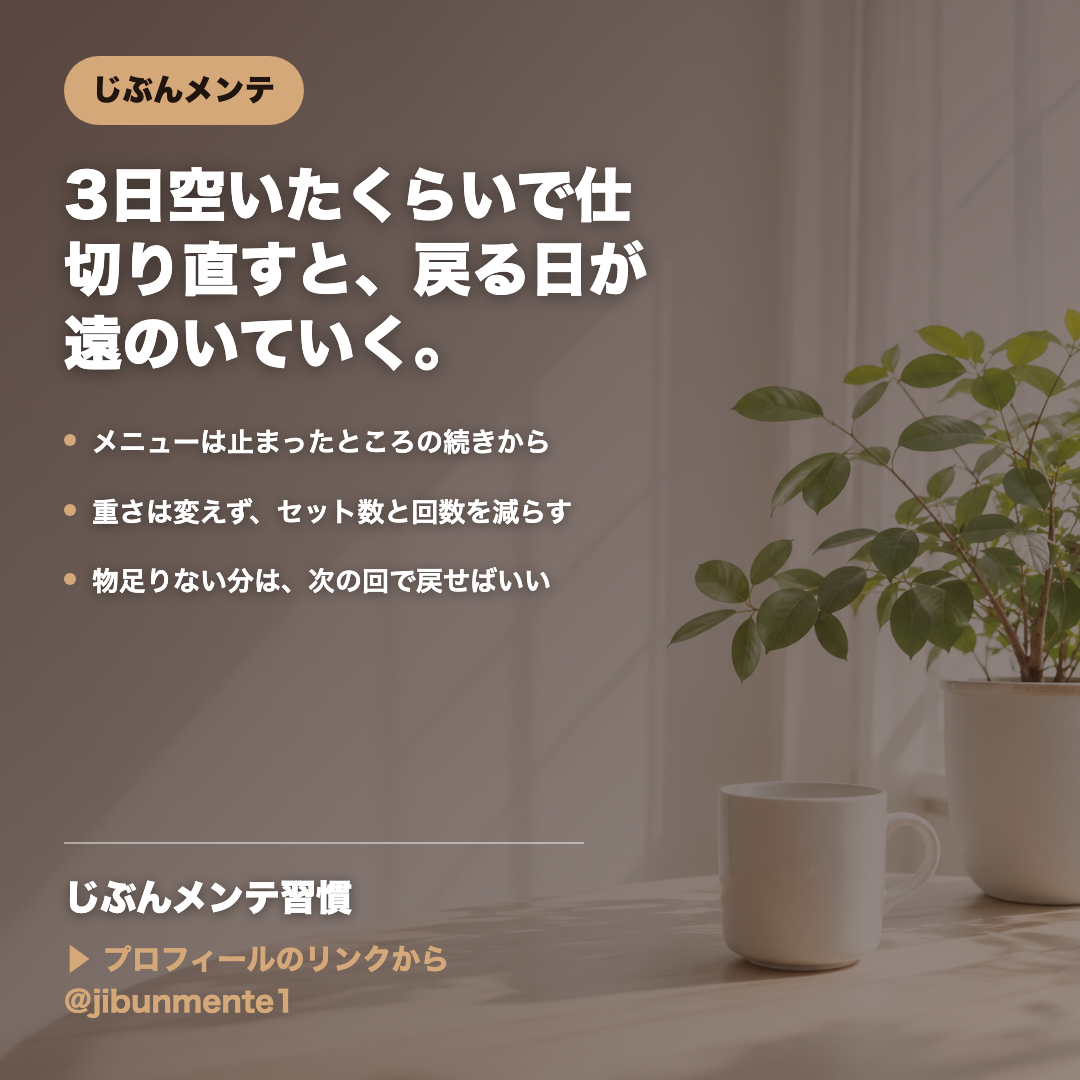 じぶんメンテ
3日空いたくらいで仕
切り直すと、戻る日が
遠のいていく。
メニューは止まったところの続きから
重さは変えず、セット数と回数を減らす
物足りない分は、次の回で戻せばいい
じぶんメンテ習慣
▶ プロフィールのリンクから
@jibunmente1